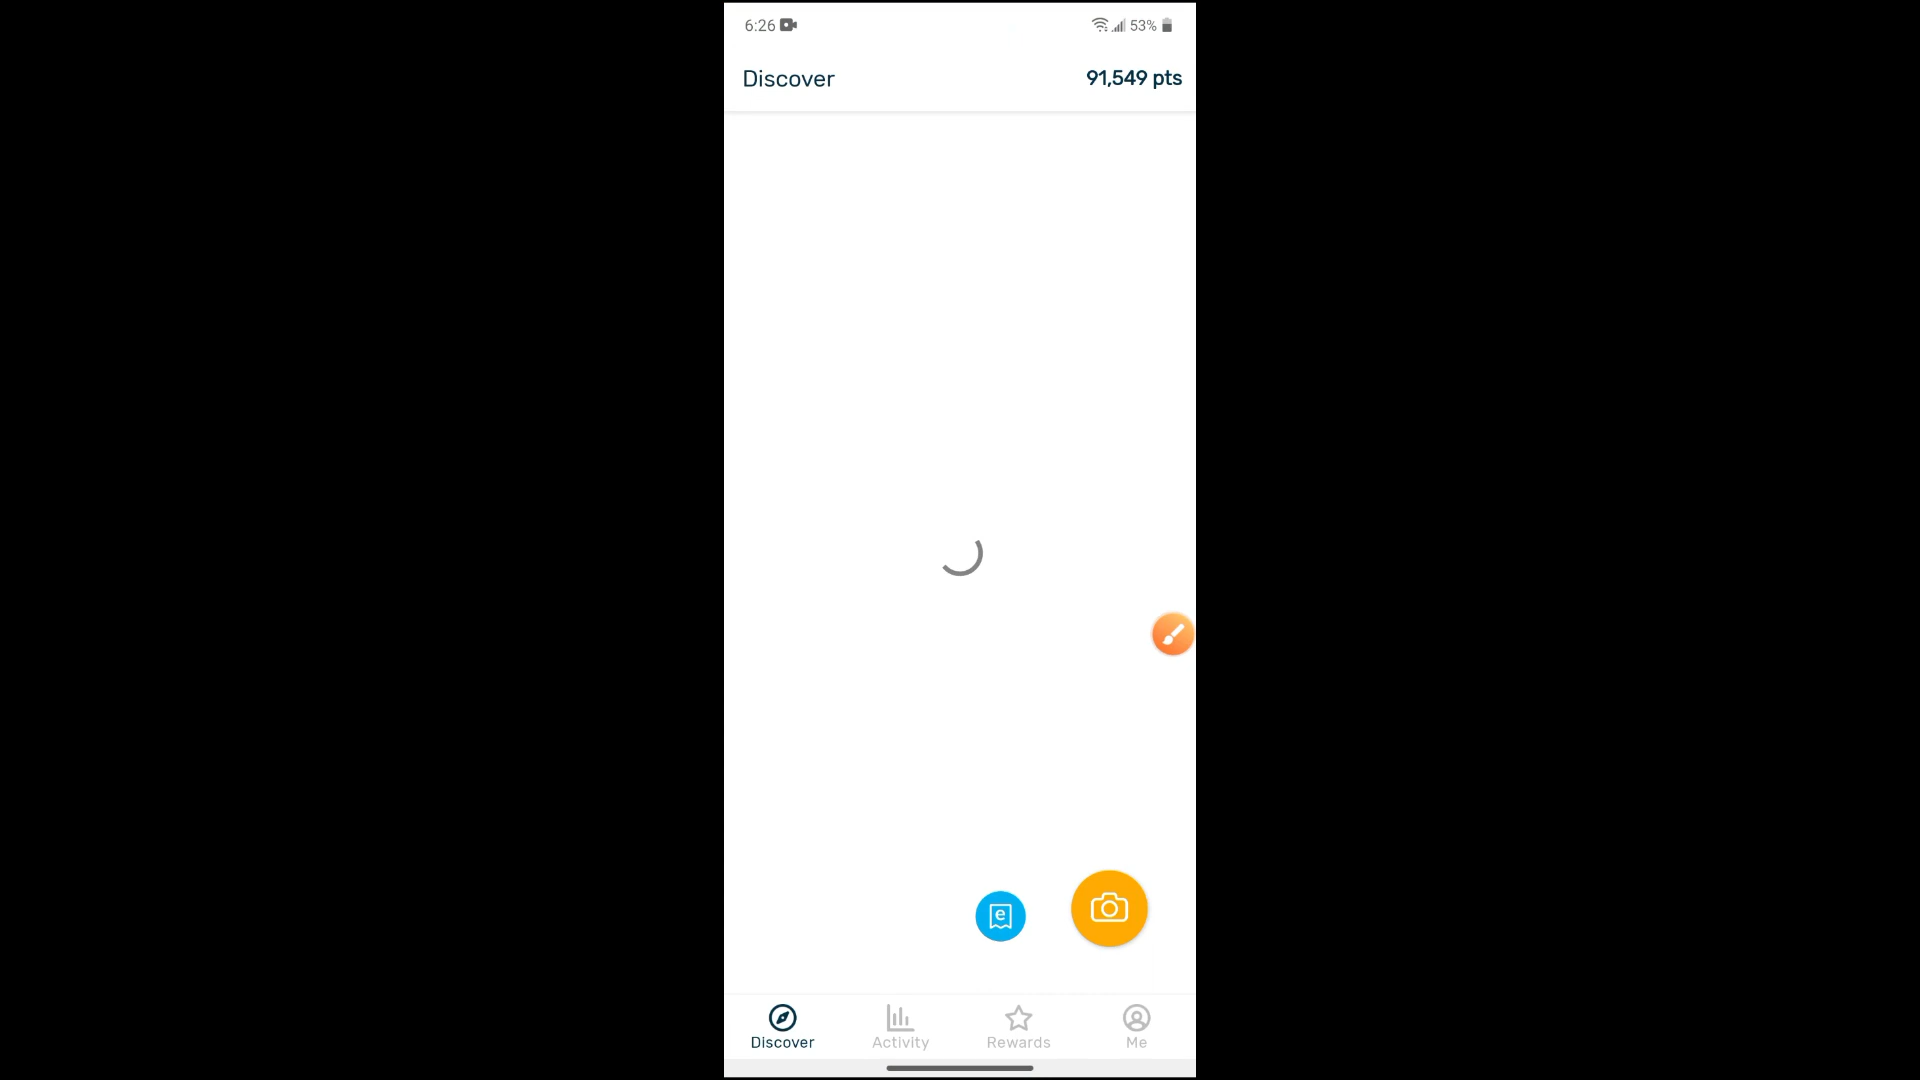 6:26
53%
Discover
91,549 pts
e
Discover
Activity
Rewards
Me